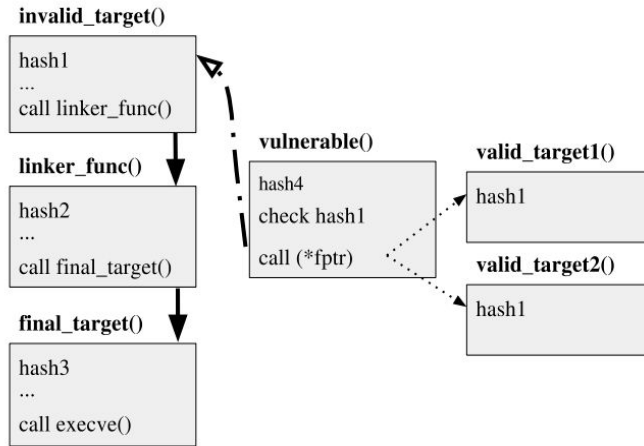 invalid_target()
hash1
...
call linker_func()
linker_func()
hash2
...
call final_target()
final_target()
hash3
...
call execve()
vulnerable()
hash4
check hash1
call (*fptr)
valid_target1()
hash1
valid_target2()
hash1